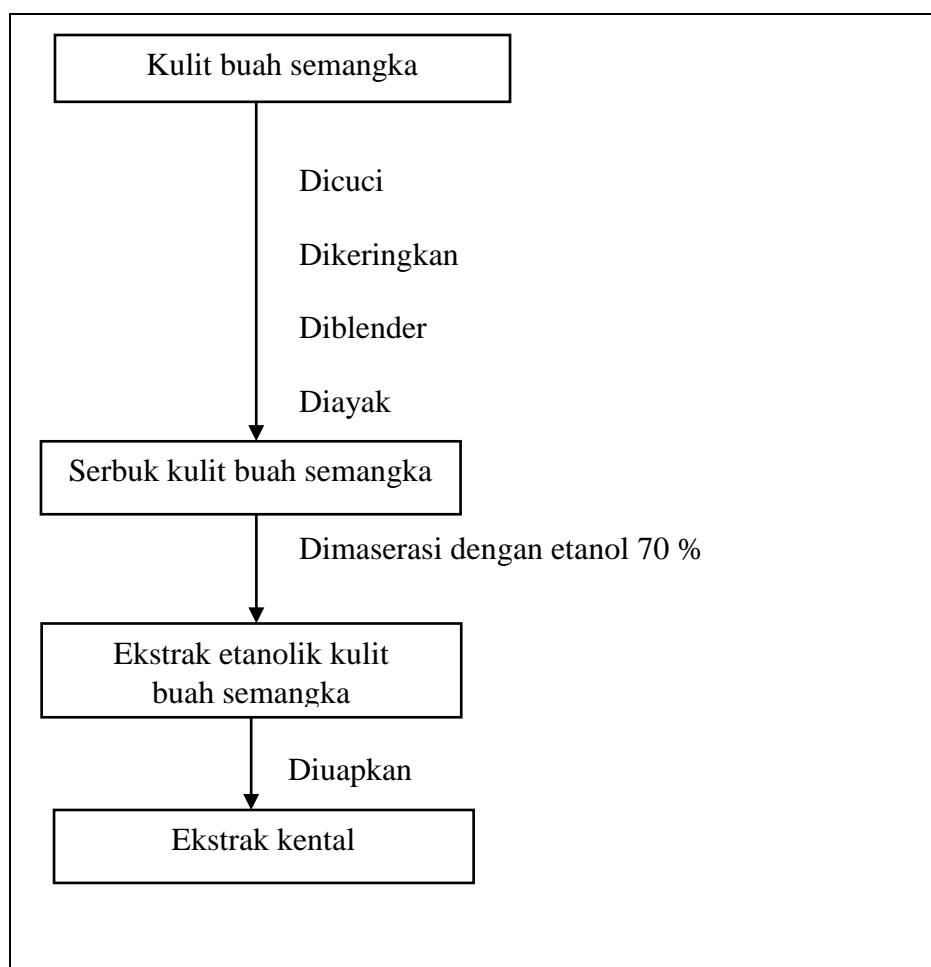 Kulit buah semangka
Dicuci
Dikeringkan
Diblender
Diayak
Serbuk kulit buah semangka
Dimaserasi dengan etanol 70 %
Ekstrak etanolik kulit
buah semangka
Diuapkan
Ekstrak kental